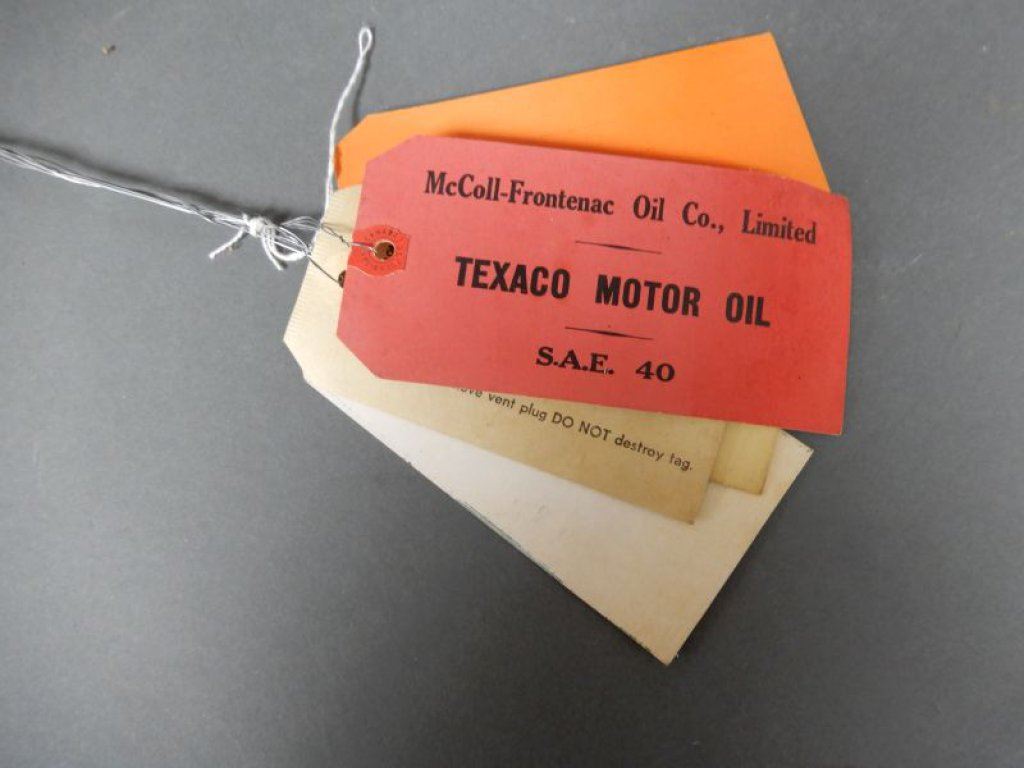 McColl-Frontenac Oil Co., Limited
TEXACO MOTOR OIL
S.A.E. 40
vent plug DO NOT destroy tag.